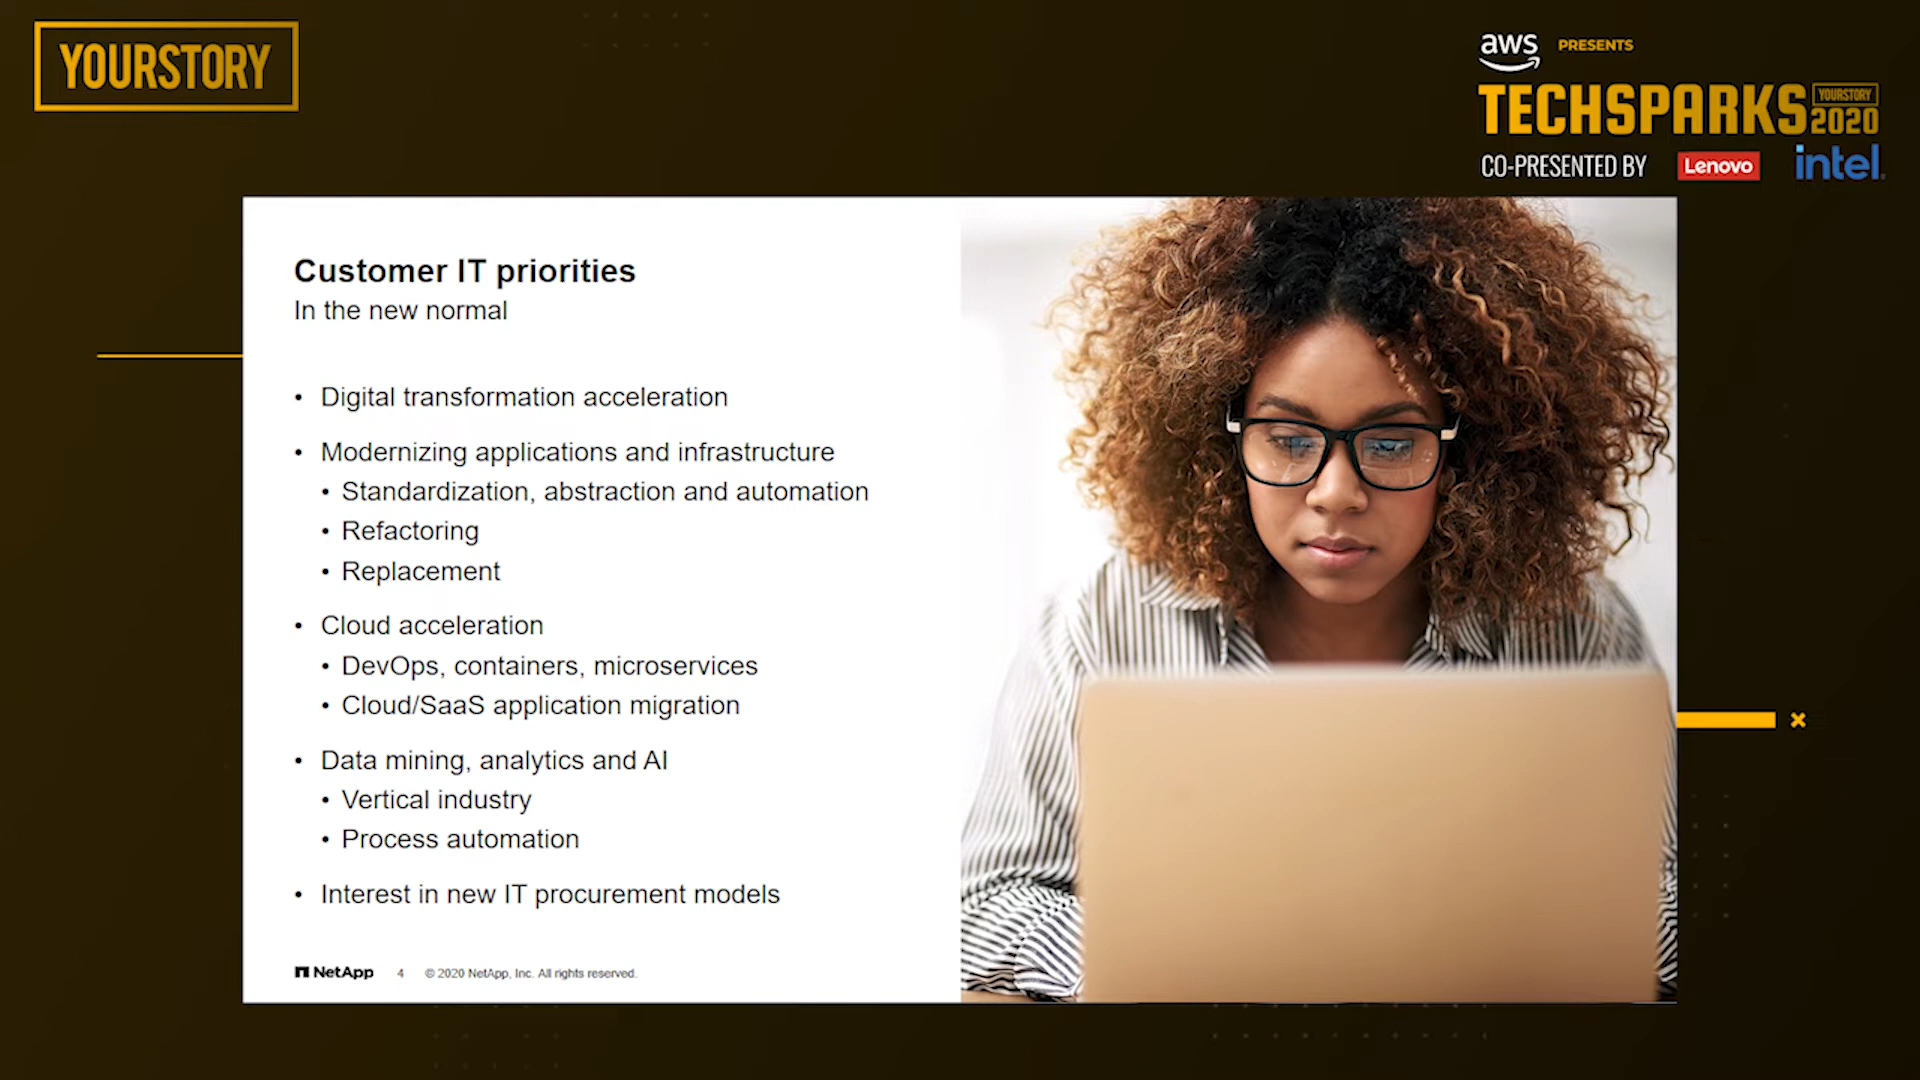 YOURSTORY
aws PRESENTS
TECHSPARKS YOURSTORY 2020
CO-PRESENTED BY Lenovo intel
Customer IT priorities
In the new normal
• Digital transformation acceleration
• Modernizing applications and infrastructure
• Standardization, abstraction and automation
• Refactoring
• Replacement
• Cloud acceleration
• DevOps, containers, microservices
• Cloud/SaaS application migration
• Data mining, analytics and AI
• Vertical industry
• Process automation
• Interest in new IT procurement models
NetApp 4 © 2020 NetApp, Inc. All rights reserved.